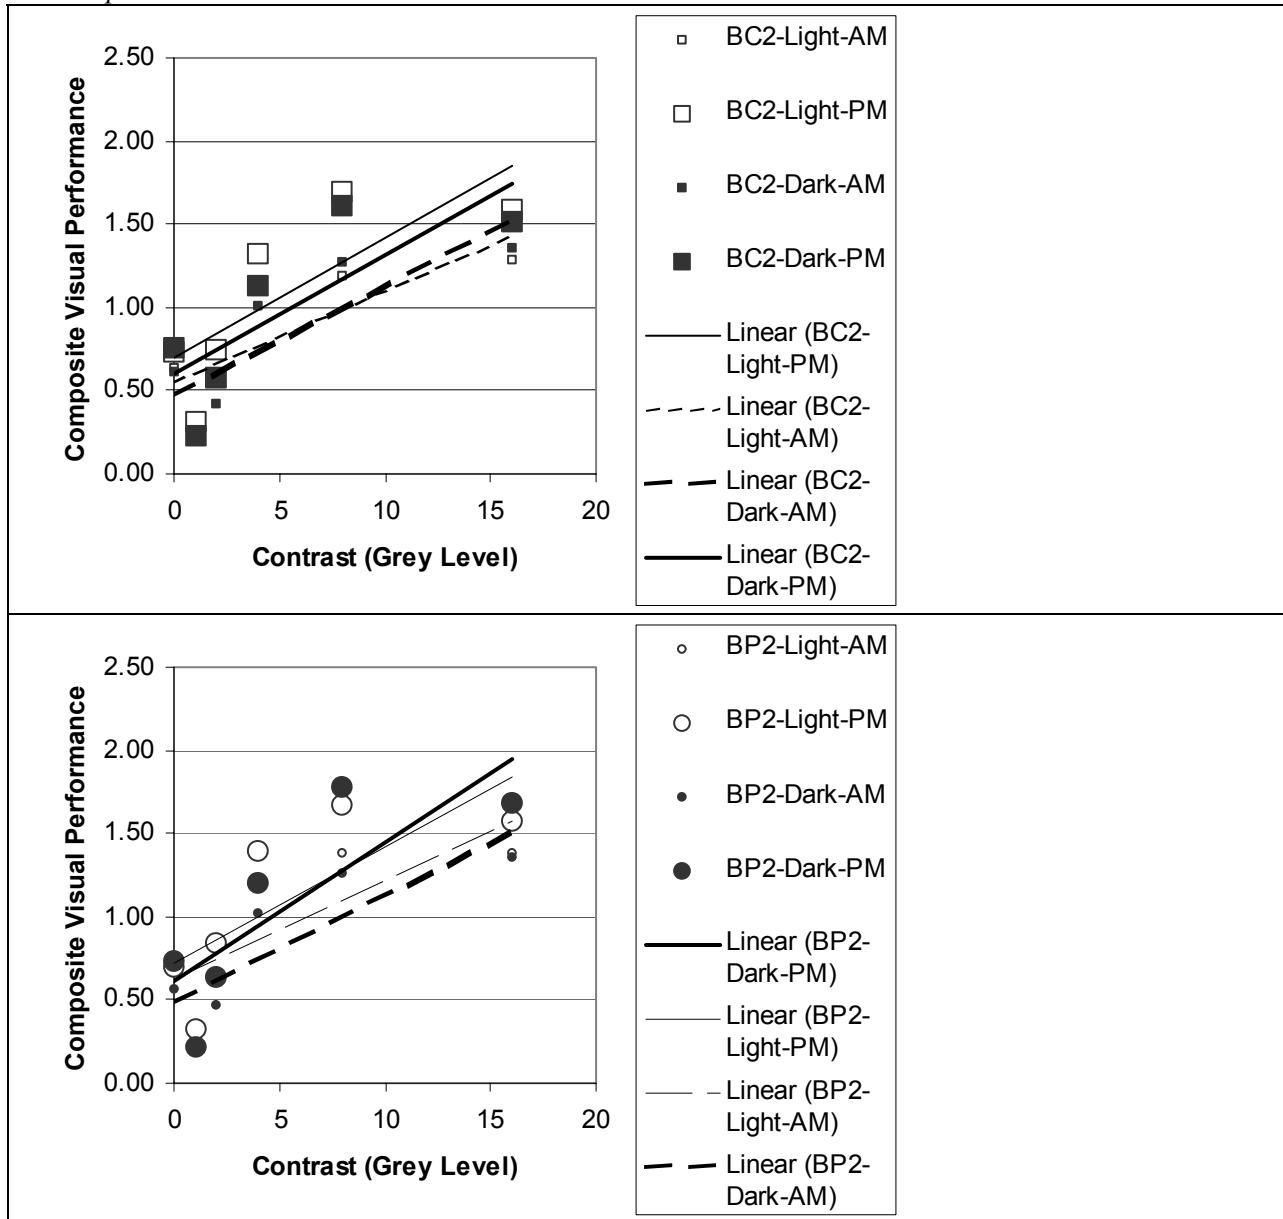 2.50
2.00
1.50
1.00
0.50
0.00
0 5 10 15 20
Composite Visual Performance
Contrast (Grey Level)
BC2-Light-AM
BC2-Light-PM
BC2-Dark-AM
BC2-Dark-PM
Linear (BC2-
Light-PM)
Linear (BC2-
Light-AM)
Linear (BC2-
Dark-AM)
Linear (BC2-
Dark-PM)
2.50
2.00
1.50
1.00
0.50
0.00
0 5 10 15 20
Composite Visual Performance
Contrast (Grey Level)
BP2-Light-AM
BP2-Light-PM
BP2-Dark-AM
BP2-Dark-PM
Linear (BP2-
Dark-PM)
Linear (BP2-
Light-PM)
Linear (BP2-
Light-AM)
Linear (BP2-
Dark-AM)